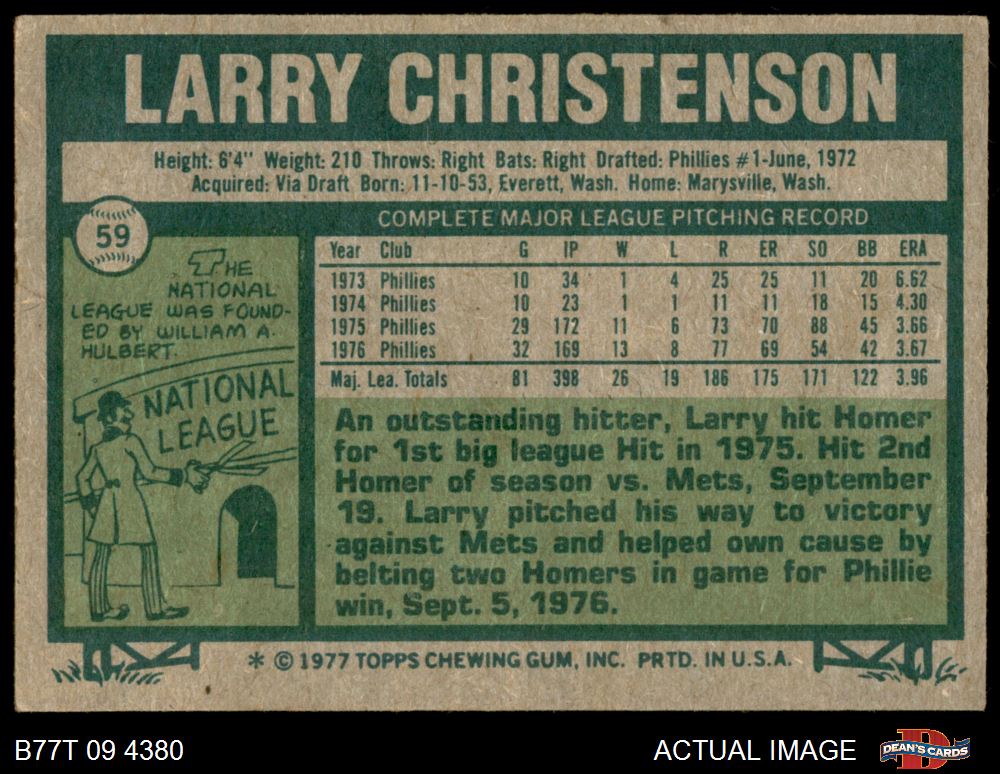 LARRY CHRISTENSON
Height: 6'4" Weight: 210 Throws: Right Bats: Right Drafted: Phillies #1-June, 1972
Acquired: Via Draft Born: 11-10-53, Everett, Wash. Home: Marysville, Wash.
59
THE
NATIONAL
LEAGUE WAS FOUND-
ED BY WILLIAM A.
HULBERT.
NATIONAL
LEAGUE
COMPLETE MAJOR LEAGUE PITCHING RECORD
Year Club G IP W L R ER SO BB ERA
1973 Phillies 10 34 1 4 25 25 11 20 6.62
1974 Phillies 10 23 1 1 11 11 18 15 4.30
1975 Phillies 29 172 11 6 73 70 88 45 3.66
1976 Phillies 32 169 13 8 77 69 54 42 3.67
Maj. Lea. Totals 81 398 26 19 186 175 171 122 3.96
An outstanding hitter, Larry hit Homer
for 1st big league Hit in 1975. Hit 2nd
Homer of season vs. Mets, September
19. Larry pitched his way to victory
against Mets and helped own cause by
belting two Homers in game for Phillie
win, Sept. 5, 1976.
* © 1977 TOPPS CHEWING GUM, INC. PRTD. IN U.S.A.
B77T 09 4380
ACTUAL IMAGE
DEAN'S CARDS